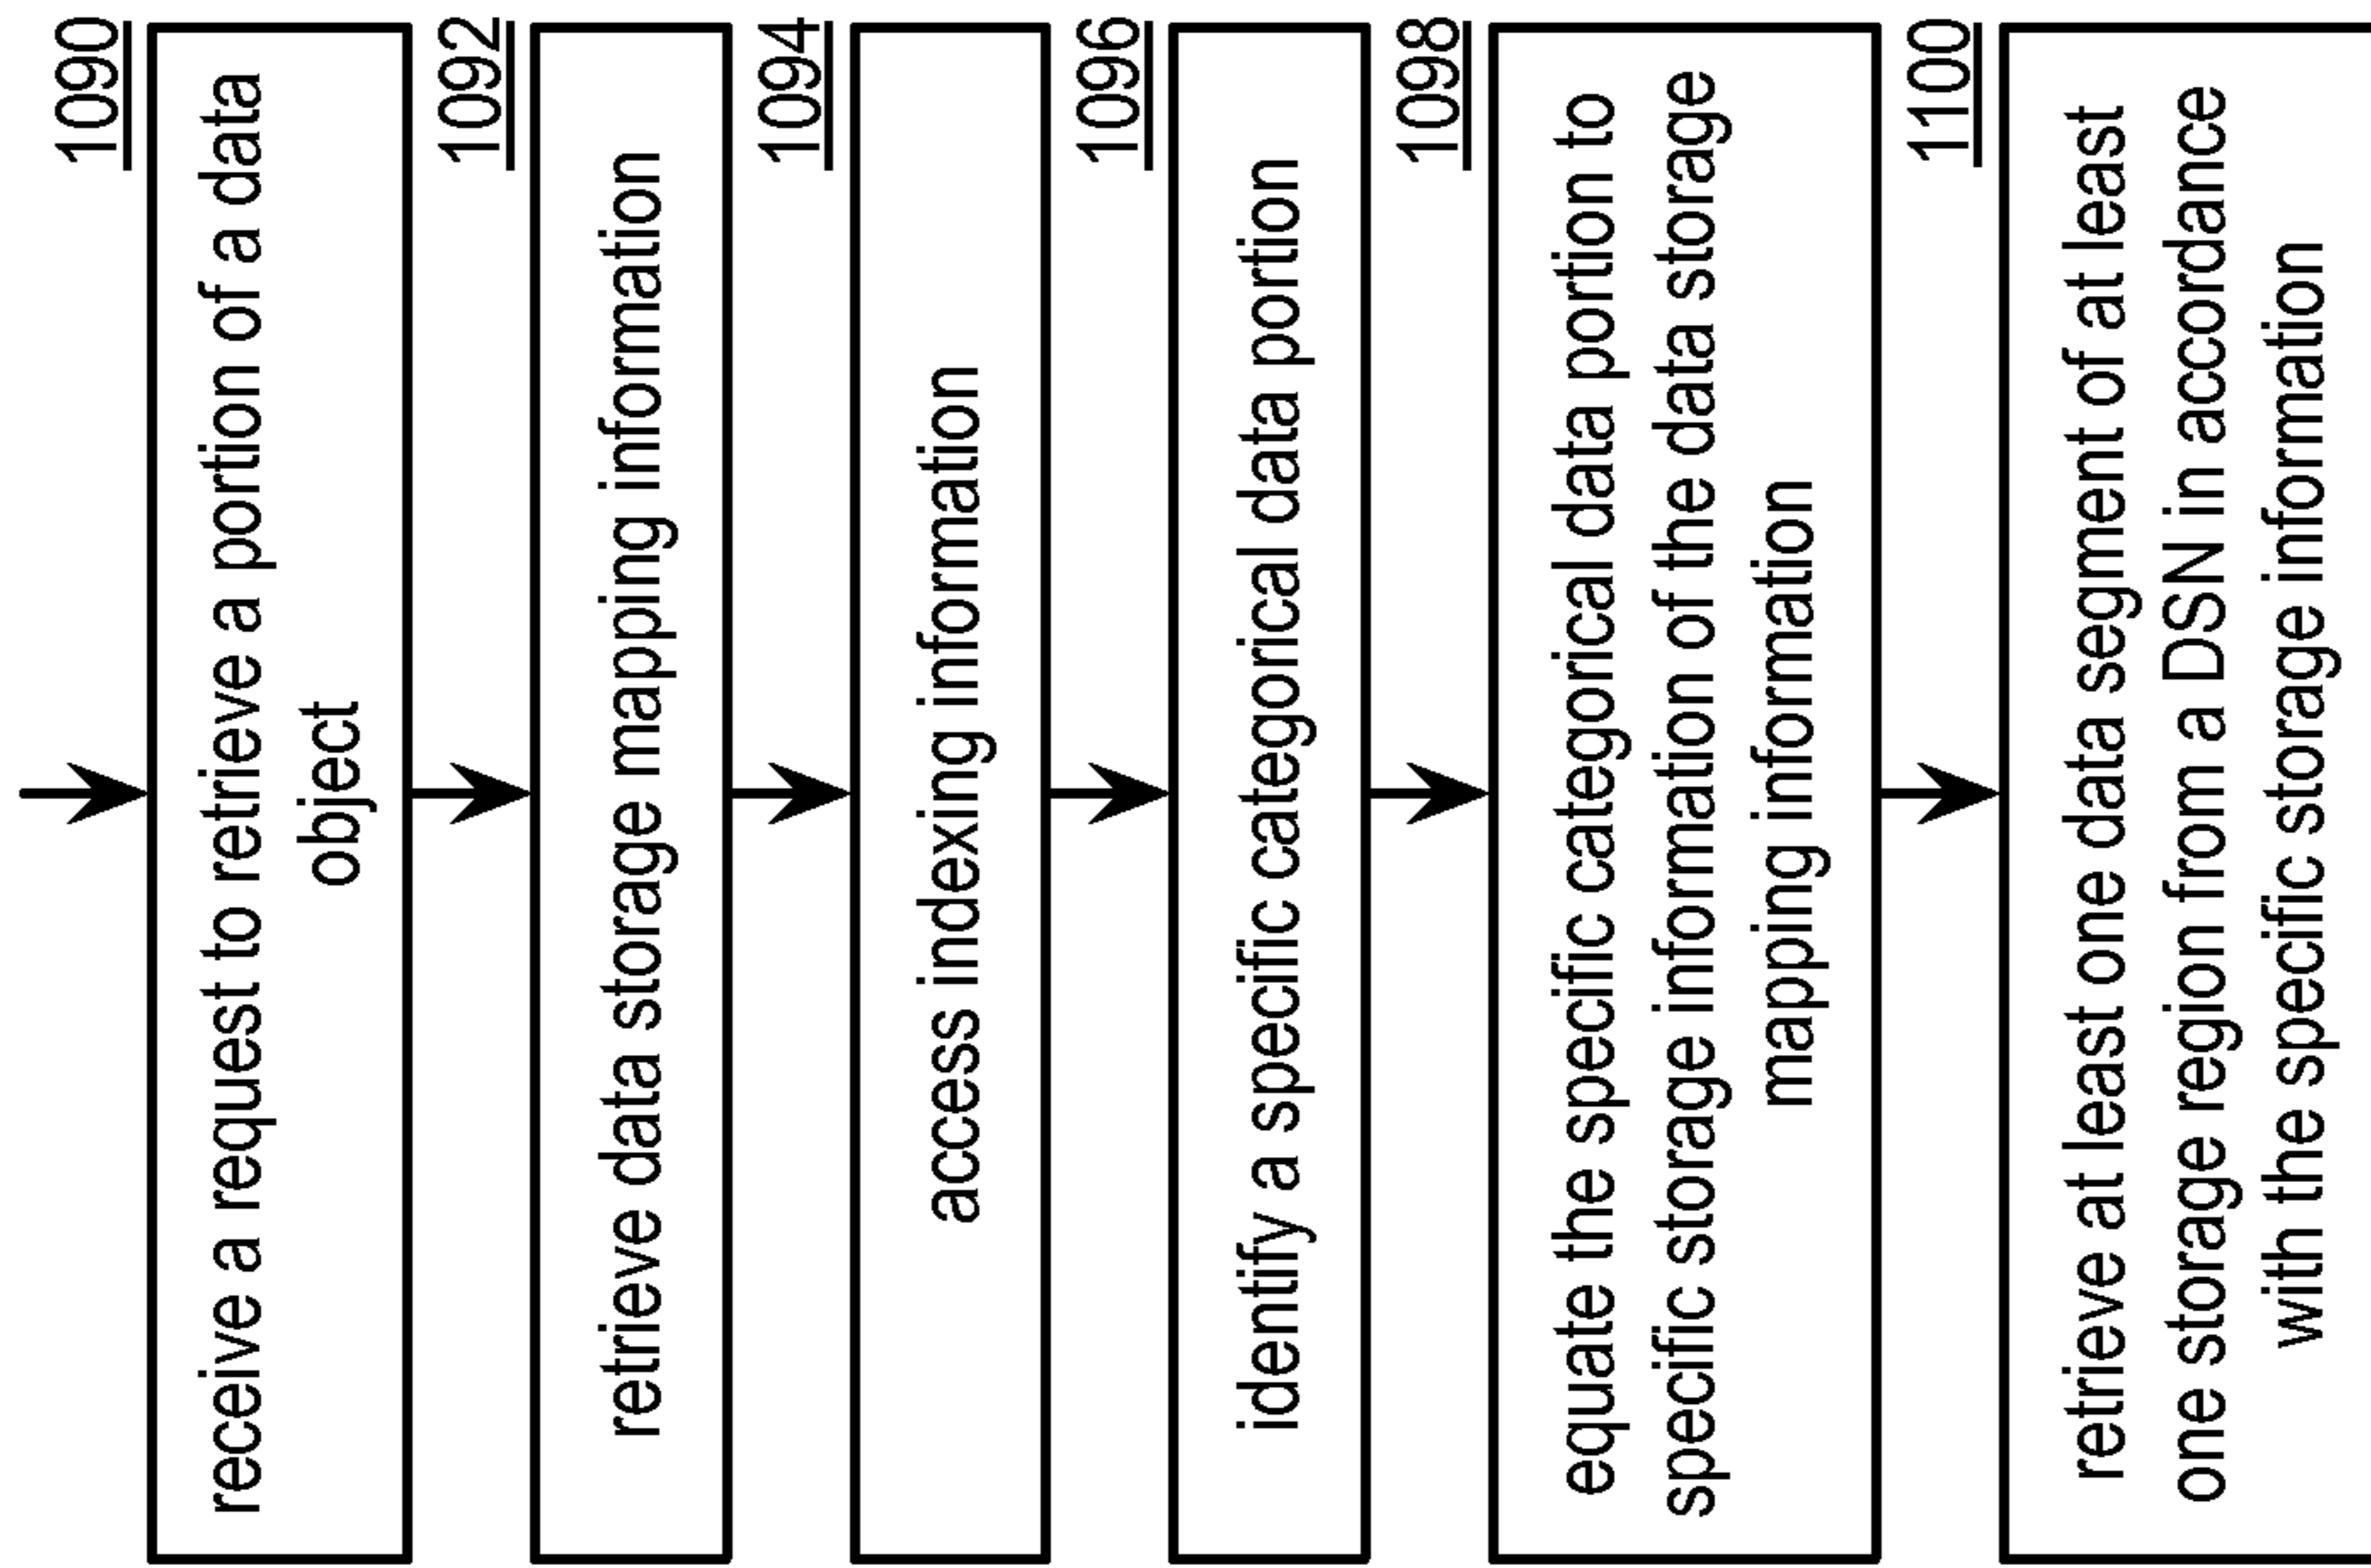 1090
receive a request to retrieve a portion of a data
object
1092
retrieve data storage mapping information
1094
access indexing information
1096
identify a specific categorical data portion
1098
equate the specific categorical data portion to
specific storage information of the data storage
mapping information
1100
retrieve at least one data segment of at least
one storage region from a DSN in accordance
with the specific storage information